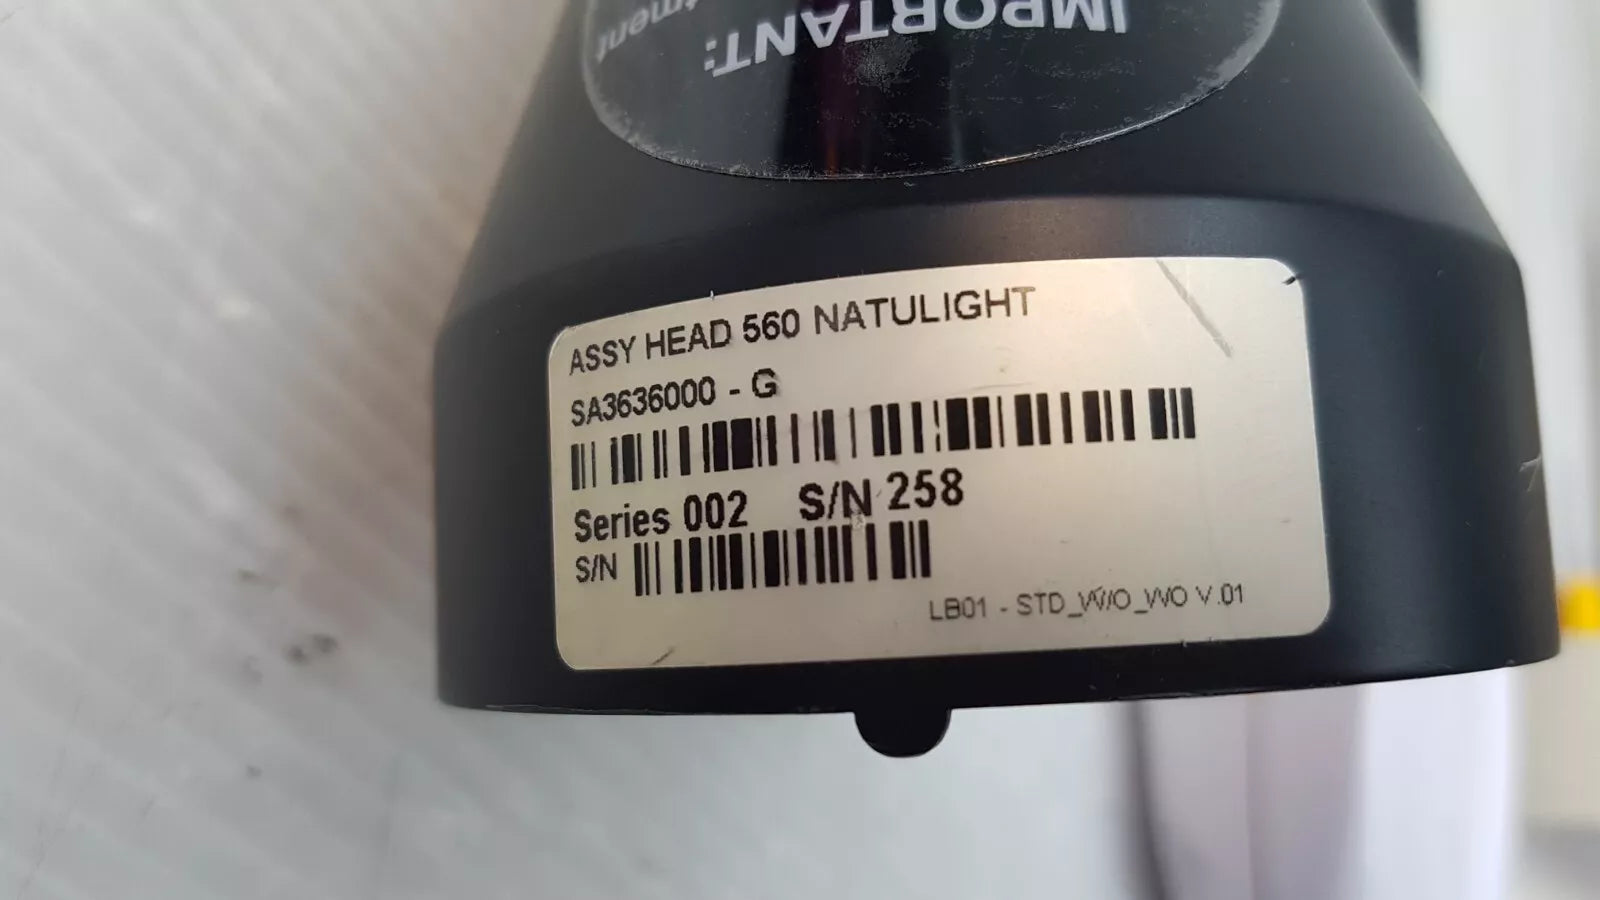 IMPORTANT:
ASSY HEAD 560 NATULIGHT
SA3636000 - G
Series 002 S/N 258
S/N
LB01 - STD_W/O_WO V.01